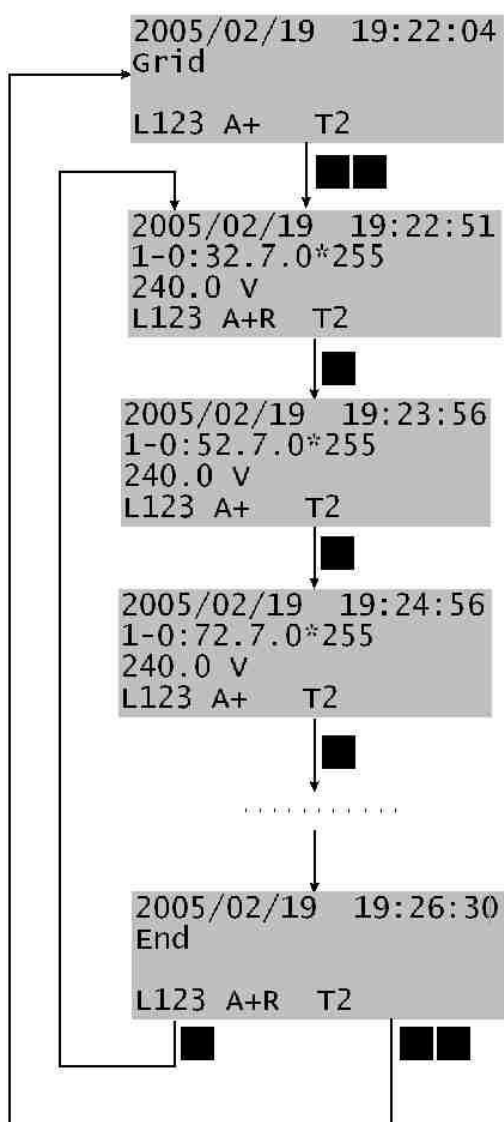 2005/02/19 19:22:04
Grid
L123 A+ T2
2005/02/19 19:22:51
1-0:32.7.0*255
240.0 V
L123 A+R T2
2005/02/19 19:23:56
1-0:52.7.0*255
240.0 V
L123 A+ T2
2005/02/19 19:24:56
1-0:72.7.0*255
240.0 V
L123 A+ T2
2005/02/19 19:26:30
End
L123 A+R T2